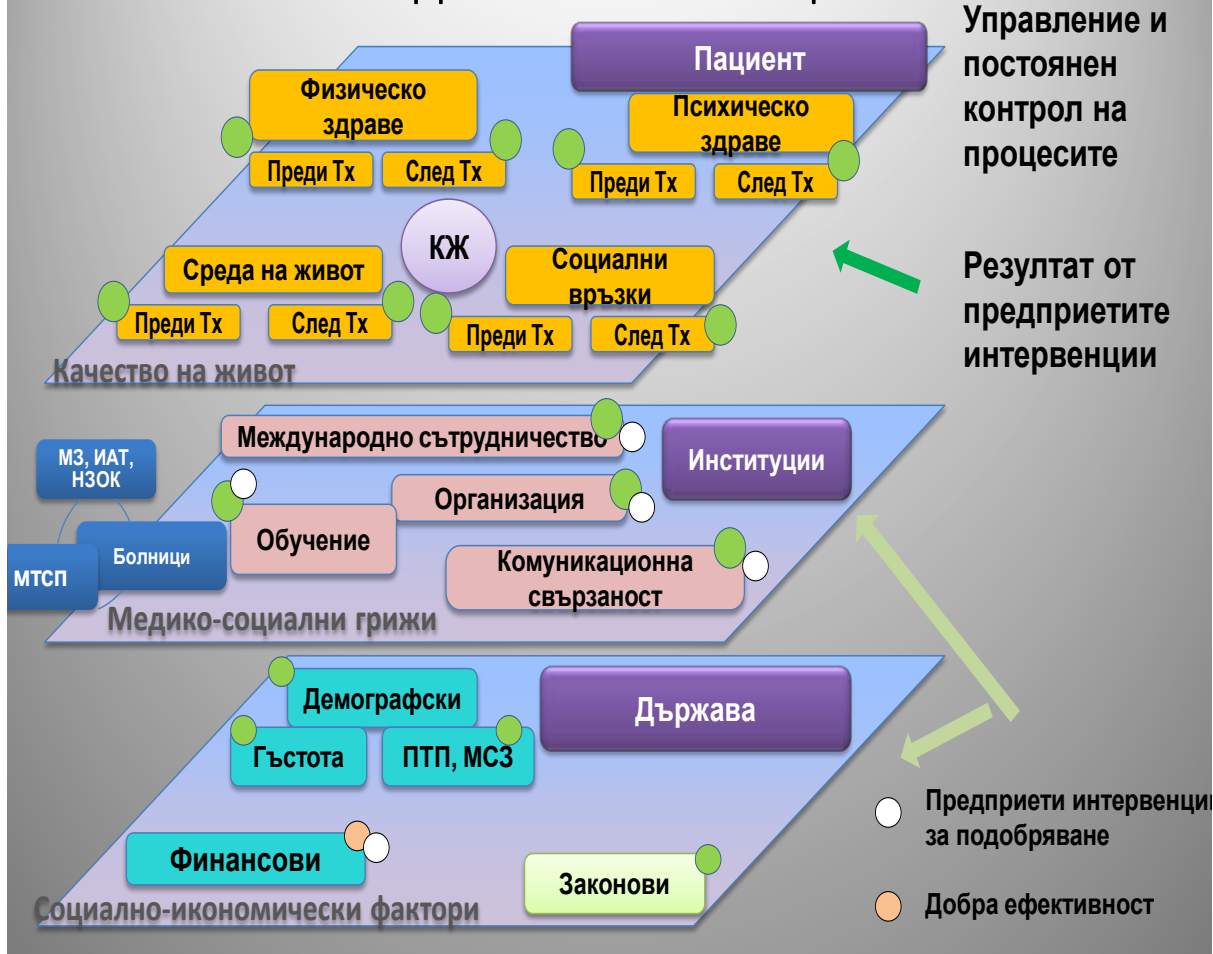 Управление и
постоянен
контрол на
процесите
Пациент
Физическо
здраве
Психическо
здраве
Преди Тх
След Тх
Преди Тх
След Тх
КЖ
Среда на живот
Социални
връзки
Преди Тх
След Тх
Преди Тх
След Тх
Качество на живот
Резултат от
предприетите
интервенции
Международно сътрудничество
Институции
МЗ, ИАТ,
НЗОК
Организация
Обучение
Болници
МТСП
Комуникационна
свързаност
Медико-социални грижи
Демографски
Държава
Гъстота
ПТП, МСЗ
Предприети интервенци
за подобряване
Финансови
Законови
Добра ефективност
Социално-икономически фактори